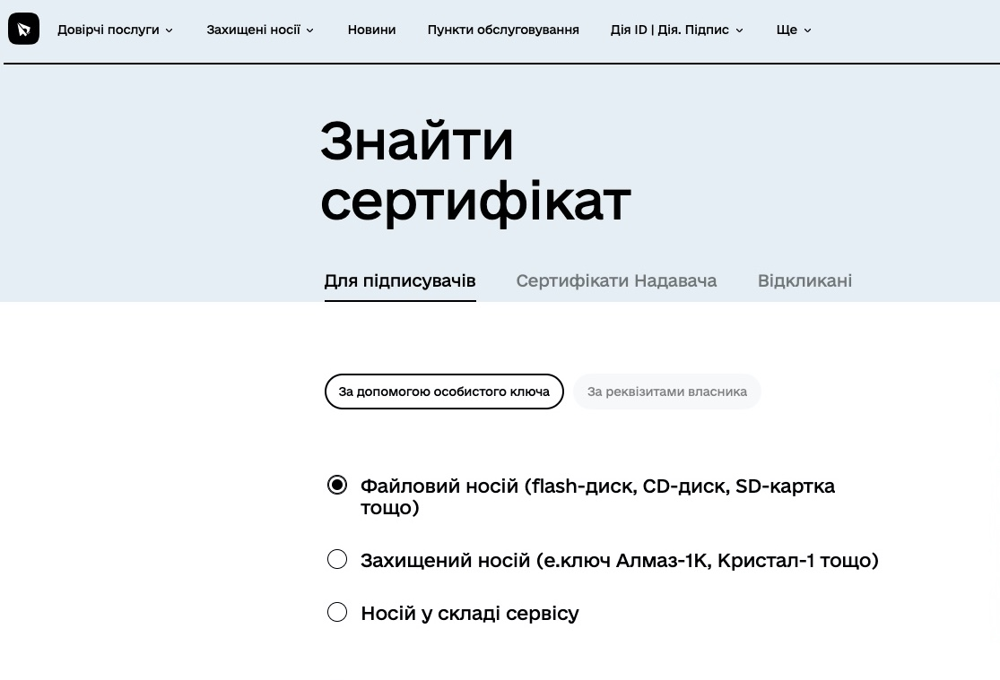 Довірчі послуги Захищені носії Новини Пункти обслуговування Дія ID | Дія. Підпис Ще
Знайти
сертифікат
Для підписувачів Сертифікати Надавача Відкликані
За допомогою особистого ключа За реквізитами власника
Файловий носій (flash-диск, CD-диск, SD-картка
тощо)
Захищений носій (е.ключ Алмаз-1К, Кристал-1 тощо)
Носій у складі сервісу